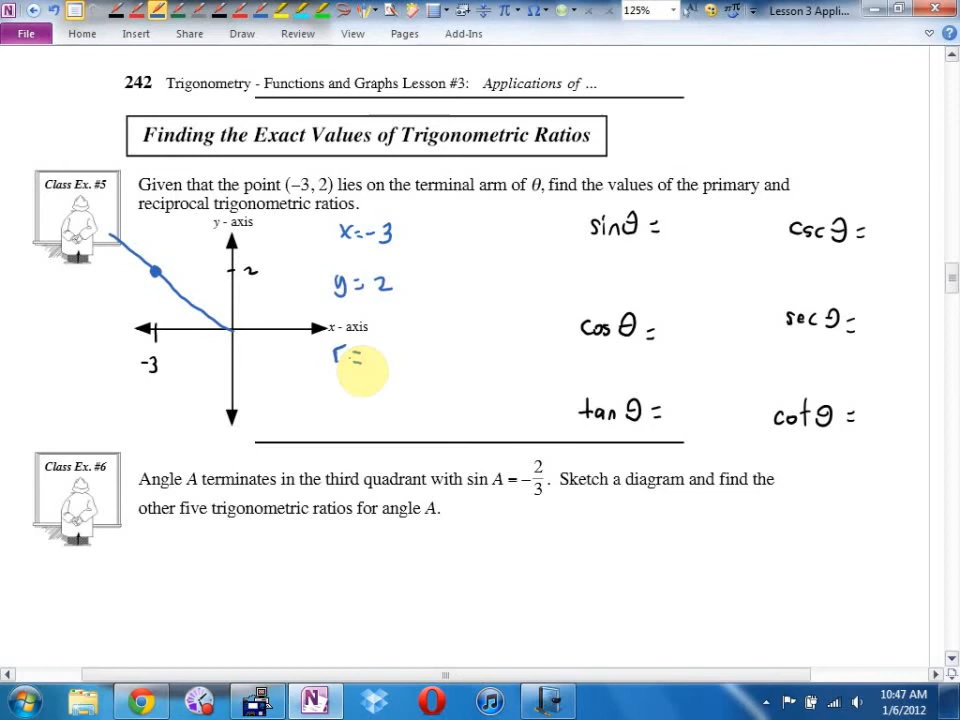 125%
Lesson 3 Appli...
File Home Insert Share Draw Review View Pages Add-Ins
242 Trigonometry - Functions and Graphs Lesson #3: Applications of ...
Finding the Exact Values of Trigonometric Ratios
Class Ex. #5
Given that the point (–3, 2) lies on the terminal arm of θ, find the values of the primary and
reciprocal trigonometric ratios.
y - axis
x=-3
sinθ =
cscθ =
2
y = 2
x - axis
cos θ =
sec θ =
-3
r =
tan θ =
cotθ =
Class Ex. #6
Angle A terminates in the third quadrant with sin A = –2/3. Sketch a diagram and find the
other five trigonometric ratios for angle A.
10:47 AM
1/6/2012